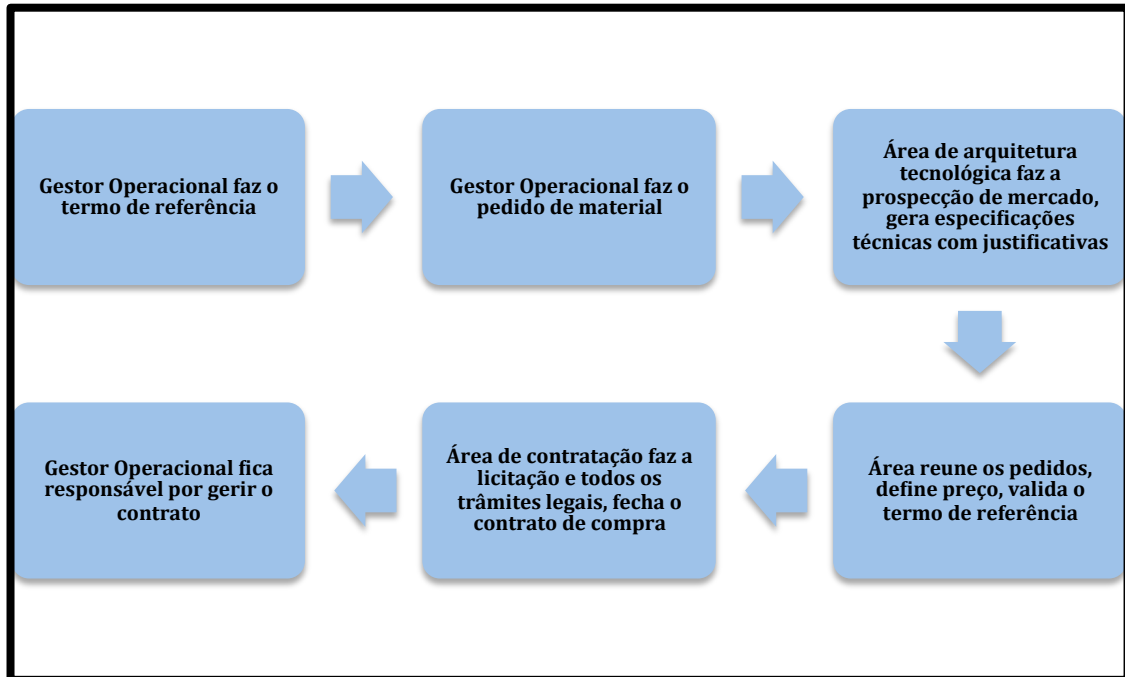 Gestor Operacional faz o
termo de referência
Gestor Operacional faz o
pedido de material
Área de arquitetura
tecnológica faz a
prospecção de mercado,
gera especificações
técnicas com justificativas
Área reune os pedidos,
define preço, valida o
termo de referência
Área de contratação faz a
licitação e todos os
trâmites legais, fecha o
contrato de compra
Gestor Operacional fica
responsável por gerir o
contrato